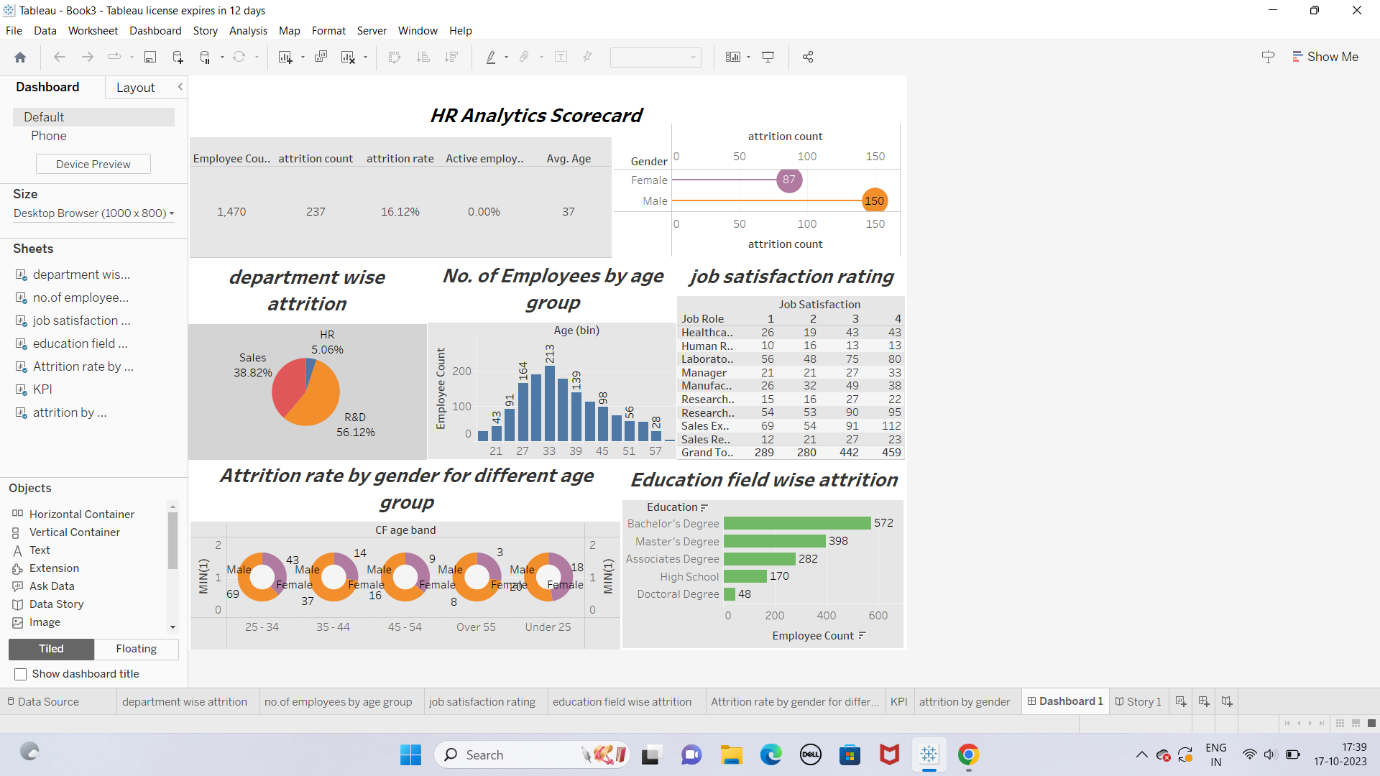 Tableau - Book3 - Tableau license expires in 12 days
File Data Worksheet Dashboard Story Analysis Map Format Server Window Help
Show Me
Dashboard Layout
Default
Phone
Device Preview
Size
Desktop Browser (1000 x 800)
Sheets
department wis...
no.of employee...
job satisfaction ...
education field ...
Attrition rate by ...
KPI
attrition by ...
Objects
Horizontal Container
Vertical Container
Text
Extension
Ask Data
Data Story
Image
Tiled Floating
Show dashboard title
HR Analytics Scorecard
Employee Cou.. attrition count attrition rate Active employ.. Avg. Age
1,470 237 16.12% 0.00% 37
attrition count
Gender 0 50 100 150
Female 87
Male 150
0 50 100 150
attrition count
department wise
attrition
HR
5.06%
Sales
38.82%
R&D
56.12%
No. of Employees by age
group
Age (bin)
Employee Count
200
100
0
43 91 164 213 139 98 56 28
21 27 33 39 45 51 57
job satisfaction rating
Job Satisfaction
Job Role 1 2 3 4
Healthca.. 26 19 43 43
Human R.. 10 16 13 13
Laborato.. 56 48 75 80
Manager 21 21 27 33
Manufac.. 26 32 49 38
Research.. 15 16 27 22
Research.. 54 53 90 95
Sales Ex.. 69 54 91 112
Sales Re.. 12 21 27 23
Grand To.. 289 280 442 459
Attrition rate by gender for different age
group
CF age band
MIN(1)
2
1
0
43 14 9 3 18
Male Male Male Male Male
Female Female Female Female Female
69 37 16 8 20
2
1
0
MIN(1)
25 - 34 35 - 44 45 - 54 Over 55 Under 25
Education field wise attrition
Education
Bachelor's Degree 572
Master's Degree 398
Associates Degree 282
High School 170
Doctoral Degree 48
0 200 400 600
Employee Count
Data Source department wise attrition no.of employees by age group job satisfaction rating education field wise attrition Attrition rate by gender for differ... KPI attrition by gender Dashboard 1 Story 1
Search
DELL
ENG
IN
17:39
17-10-2023